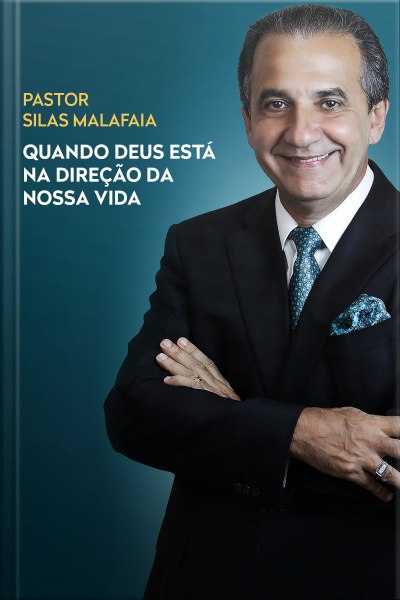 PASTOR
SILAS MALAFAIA
QUANDO DEUS ESTÁ
NA DIREÇÃO DA
NOSSA VIDA